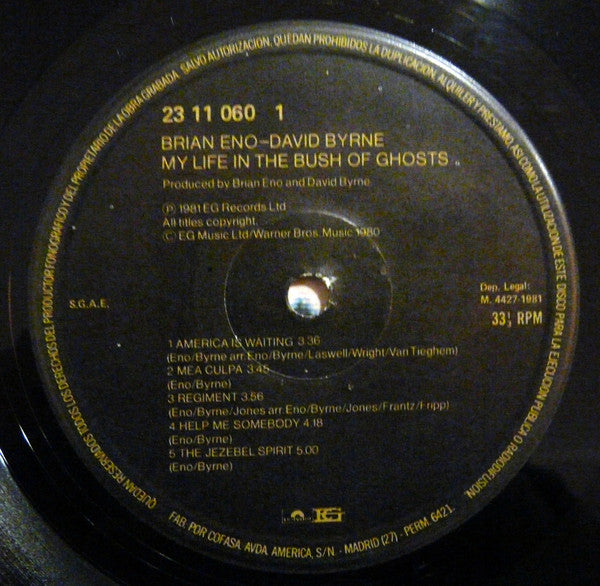 QUEDAN RESERVADOS TODOS LOS DERECHOS DEL PRODUCTOR FONOGRAFICO Y DEL PROPIETARIO DE LA OBRA GRABADA. SALVO AUTORIZACION, QUEDAN PROHIBIDOS LA DUPLICACION, ALQUILER Y PRESTAMO, ASI COMO LA UTILIZACION DE ESTE DISCO PARA LA EJECUCION PUBLICA O RADIODIFUSION.
23 11 060 1
BRIAN ENO–DAVID BYRNE
MY LIFE IN THE BUSH OF GHOSTS
Produced by Brian Eno and David Byrne
Ⓟ 1981 EG Records Ltd
All titles copyright.
© EG Music Ltd/Warner Bros. Music 1980
S.G.A.E.
Dep. Legal:
M. 4427-1981
33⅓ RPM
1 AMERICA IS WAITING 3.36
(Eno/Byrne arr. Eno/Byrne/Laswell/Wright/Van Tieghem)
2 MEA CULPA 3.45
(Eno/Byrne)
3 REGIMENT 3.56
(Eno/Byrne/Jones arr. Eno/Byrne/Jones/Frantz/Fripp)
4 HELP ME SOMEBODY 4.18
(Eno/Byrne)
5 THE JEZEBEL SPIRIT 5.00
(Eno/Byrne)
EG
FAB. POR COFASA. AVDA. AMERICA, S/N - MADRID (27) - PERM. 6421.